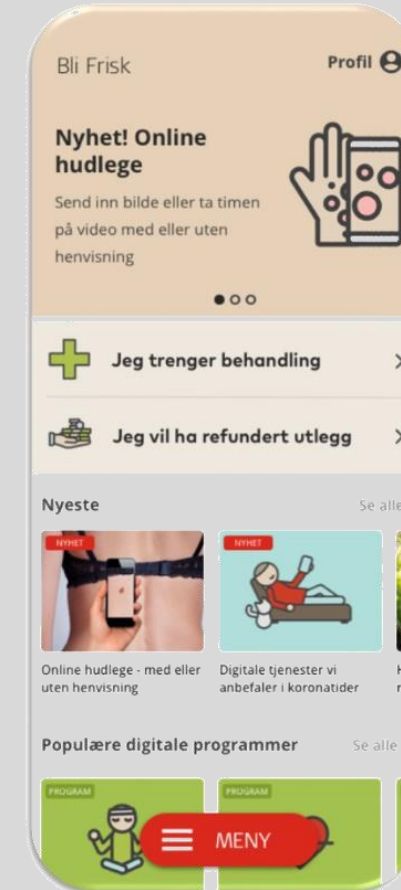 Bli Frisk
Profil
Nyhet! Online
hudlege
Send inn bilde eller ta timen
på video med eller uten
henvisning
Jeg trenger behandling
Jeg vil ha refundert utlegg
Nyeste
Se alle
NYHET
NYHET
Online hudlege - med eller
uten henvisning
Digitale tjenester vi
anbefaler i koronatider
Populære digitale programmer
Se alle
PROGRAM
PROGRAM
MENY